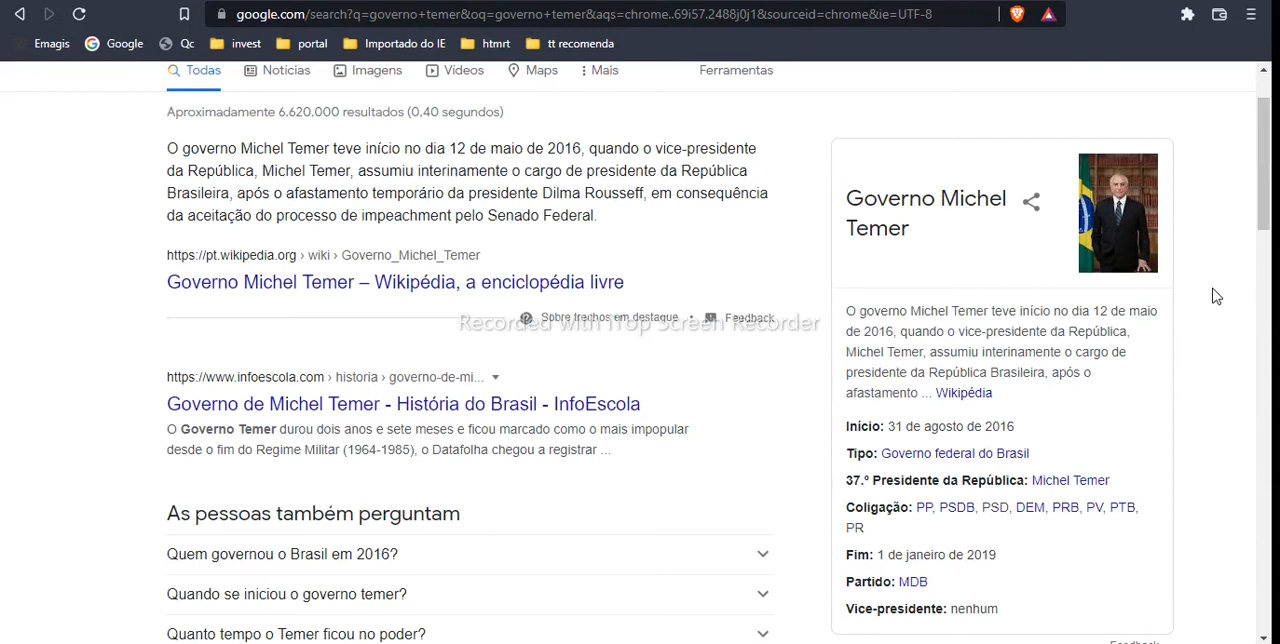 google.com/search?q=governo+temer&oq=governo+temer&aqs=chrome..69i57.2488j0j1&sourceid=chrome&ie=UTF-8
Emagis Google Qc invest portal Importado do IE htmrt tt recomenda
Todas Notícias Imagens Vídeos Maps Mais Ferramentas
Aproximadamente 6.620.000 resultados (0,40 segundos)
O governo Michel Temer teve início no dia 12 de maio de 2016, quando o vice-presidente
da República, Michel Temer, assumiu interinamente o cargo de presidente da República
Brasileira, após o afastamento temporário da presidente Dilma Rousseff, em consequência
da aceitação do processo de impeachment pelo Senado Federal.
https://pt.wikipedia.org › wiki › Governo_Michel_Temer
Governo Michel Temer – Wikipédia, a enciclopédia livre
Sobre trechos em destaque • Feedback
Recorded with iTop Screen Recorder
https://www.infoescola.com › historia › governo-de-mi...
Governo de Michel Temer - História do Brasil - InfoEscola
O Governo Temer durou dois anos e sete meses e ficou marcado como o mais impopular
desde o fim do Regime Militar (1964-1985), o Datafolha chegou a registrar ...
As pessoas também perguntam
Quem governou o Brasil em 2016?
Quando se iniciou o governo temer?
Quanto tempo o Temer ficou no poder?
Governo Michel
Temer
O governo Michel Temer teve início no dia 12 de maio
de 2016, quando o vice-presidente da República,
Michel Temer, assumiu interinamente o cargo de
presidente da República Brasileira, após o
afastamento ... Wikipédia
Início: 31 de agosto de 2016
Tipo: Governo federal do Brasil
37.º Presidente da República: Michel Temer
Coligação: PP, PSDB, PSD, DEM, PRB, PV, PTB,
PR
Fim: 1 de janeiro de 2019
Partido: MDB
Vice-presidente: nenhum
Feedback